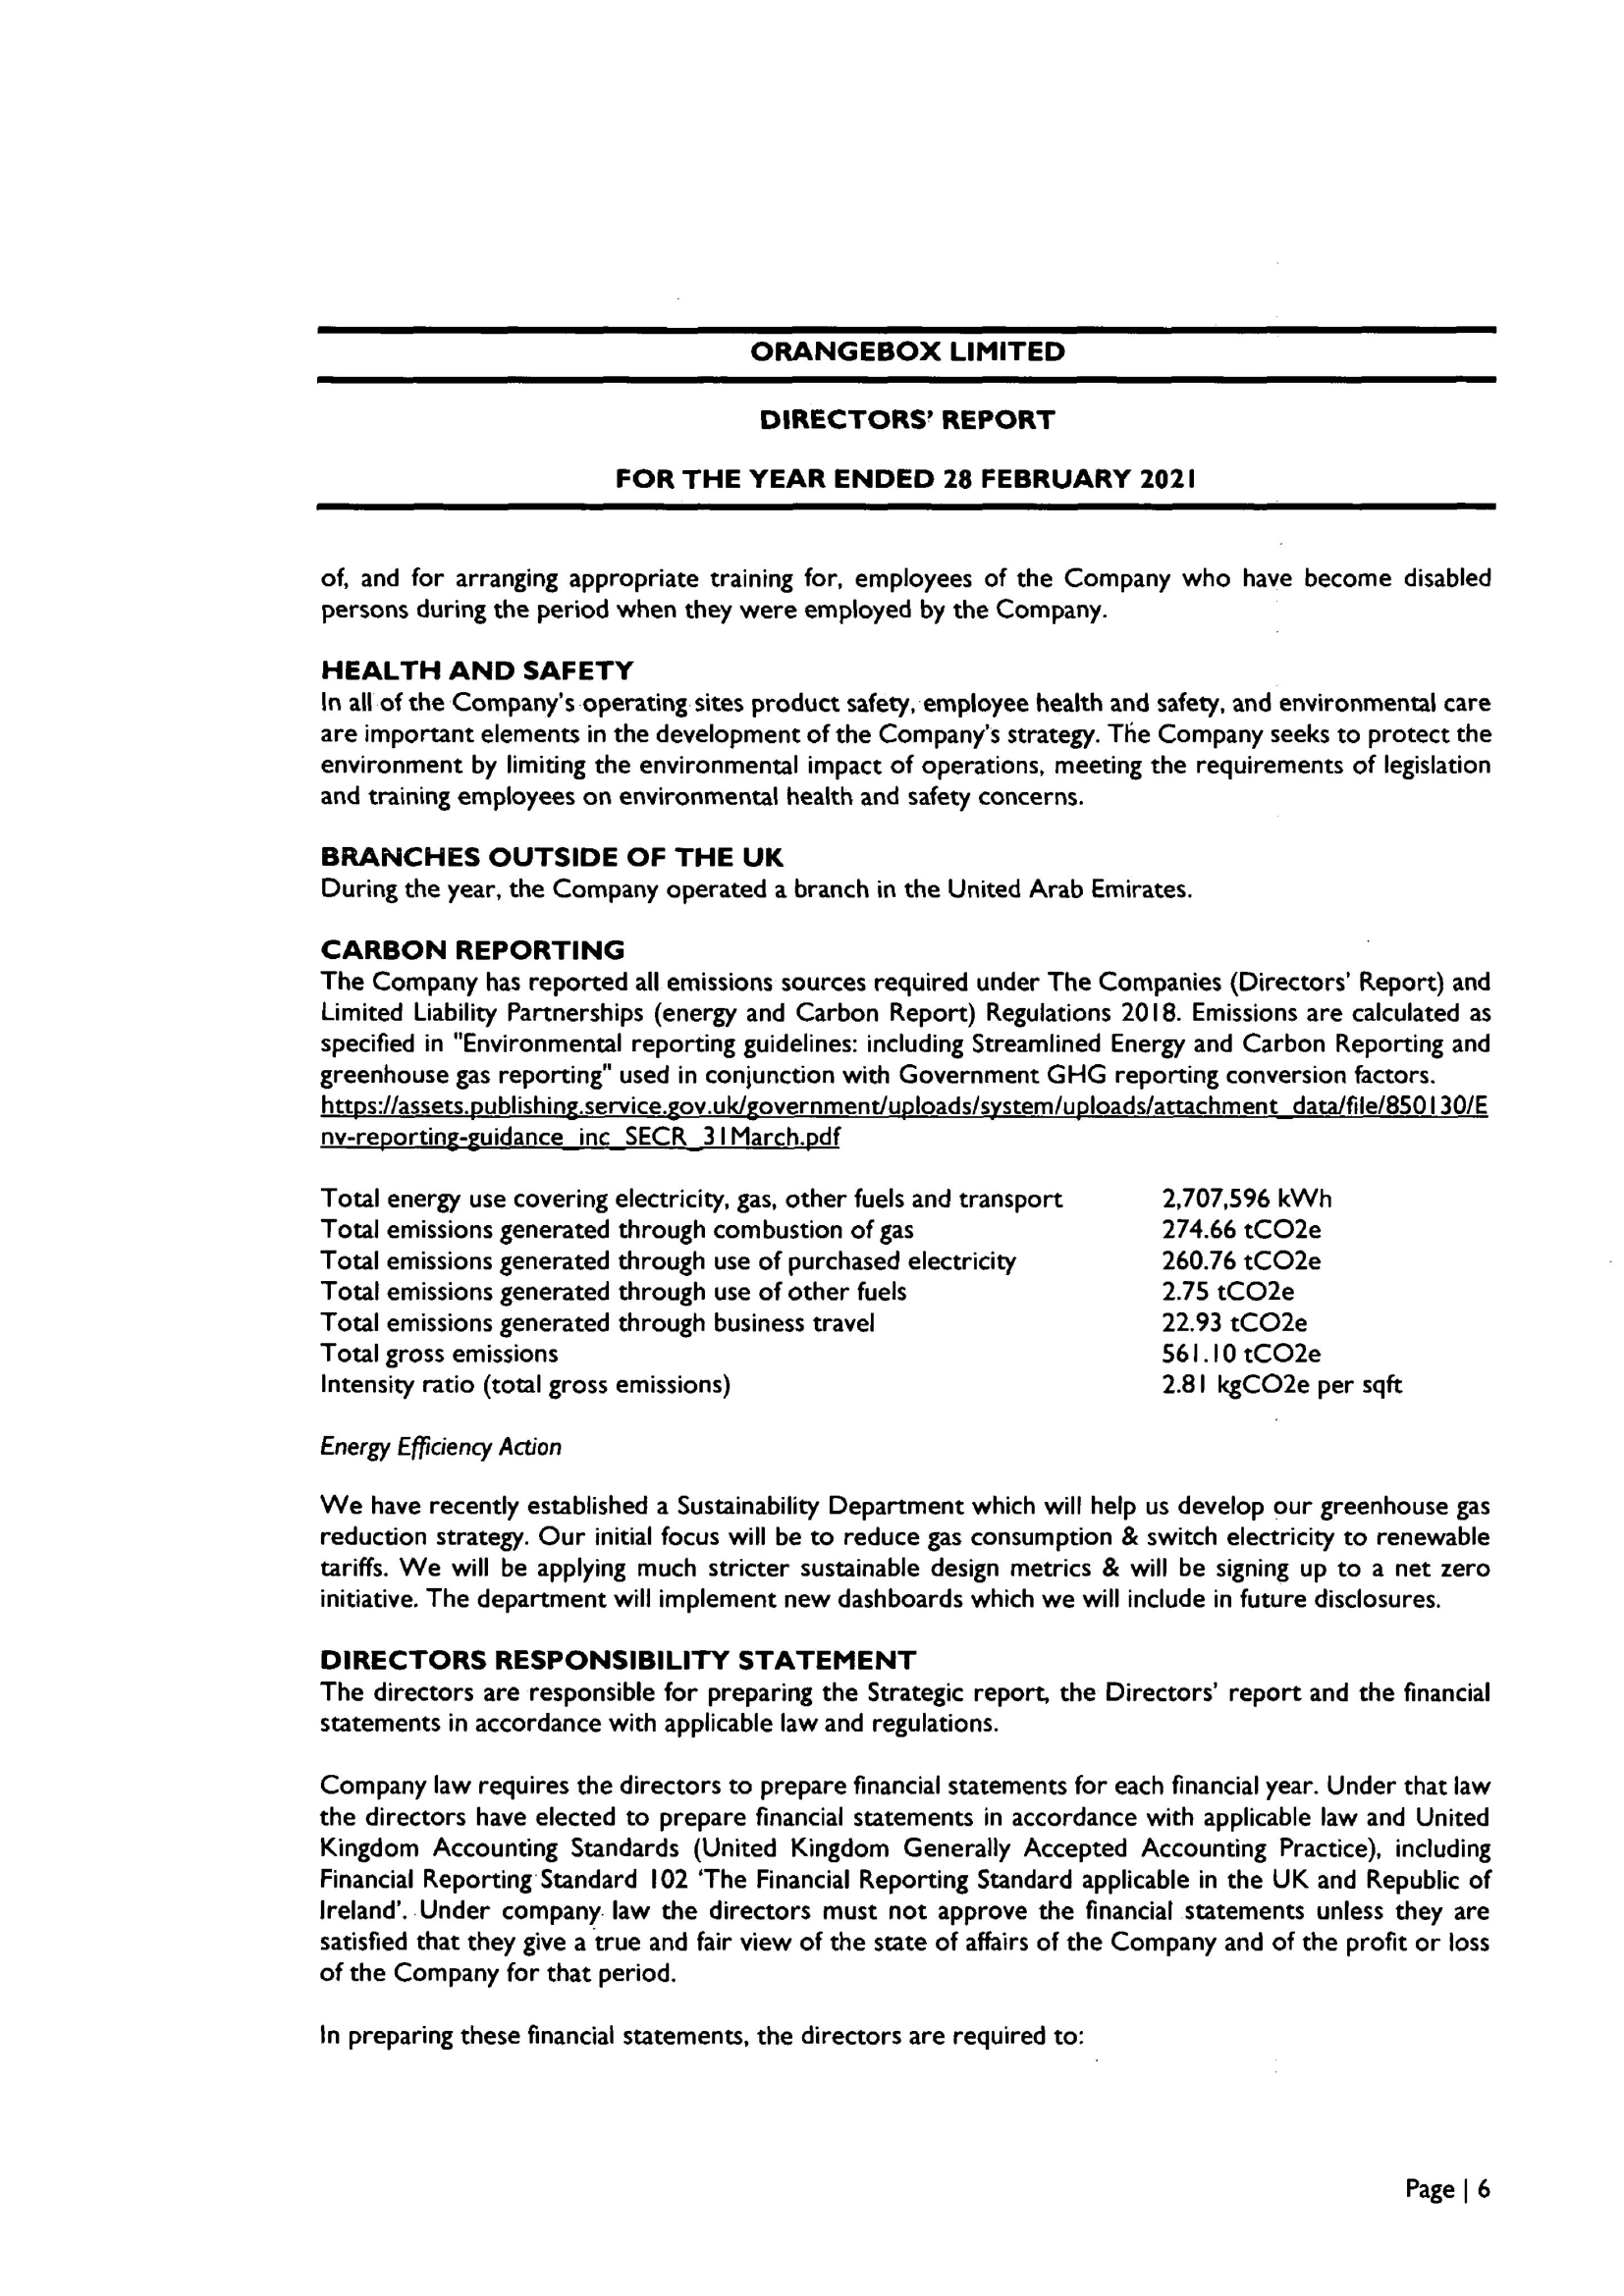 ORANGEBOX LIMITED
DIRECTORS' REPORT
FOR THE YEAR ENDED 28 FEBRUARY 2021
of, and for arranging appropriate training for, employees of the Company who have become disabled
persons during the period when they were employed by the Company.
HEALTH AND SAFETY
In all of the Company's operating sites product safety, employee health and safety, and environmental care
are important elements in the development of the Company's strategy. The Company seeks to protect the
environment by limiting the environmental impact of operations, meeting the requirements of legislation
and training employees on environmental health and safety concerns.
BRANCHES OUTSIDE OF THE UK
During the year, the Company operated a branch in the United Arab Emirates.
CARBON REPORTING
The Company has reported all emissions sources required under The Companies (Directors' Report) and
Limited Liability Partnerships (energy and Carbon Report) Regulations 2018. Emissions are calculated as
specified in "Environmental reporting guidelines: including Streamlined Energy and Carbon Reporting and
greenhouse gas reporting" used in conjunction with Government GHG reporting conversion factors.
https://assets.publishing.service.gov.uk/government/uploads/system/uploads/attachment_data/file/850130/E
nv-reporting-guidance_inc_SECR_31March.pdf
Total energy use covering electricity, gas, other fuels and transport 2,707,596 kWh
Total emissions generated through combustion of gas 274.66 tCO2e
Total emissions generated through use of purchased electricity 260.76 tCO2e
Total emissions generated through use of other fuels 2.75 tCO2e
Total emissions generated through business travel 22.93 tCO2e
Total gross emissions 561.10 tCO2e
Intensity ratio (total gross emissions) 2.81 kgCO2e per sqft
Energy Efficiency Action
We have recently established a Sustainability Department which will help us develop our greenhouse gas
reduction strategy. Our initial focus will be to reduce gas consumption & switch electricity to renewable
tariffs. We will be applying much stricter sustainable design metrics & will be signing up to a net zero
initiative. The department will implement new dashboards which we will include in future disclosures.
DIRECTORS RESPONSIBILITY STATEMENT
The directors are responsible for preparing the Strategic report, the Directors' report and the financial
statements in accordance with applicable law and regulations.
Company law requires the directors to prepare financial statements for each financial year. Under that law
the directors have elected to prepare financial statements in accordance with applicable law and United
Kingdom Accounting Standards (United Kingdom Generally Accepted Accounting Practice), including
Financial Reporting Standard 102 'The Financial Reporting Standard applicable in the UK and Republic of
Ireland'. Under company law the directors must not approve the financial statements unless they are
satisfied that they give a true and fair view of the state of affairs of the Company and of the profit or loss
of the Company for that period.
In preparing these financial statements, the directors are required to:
Page | 6